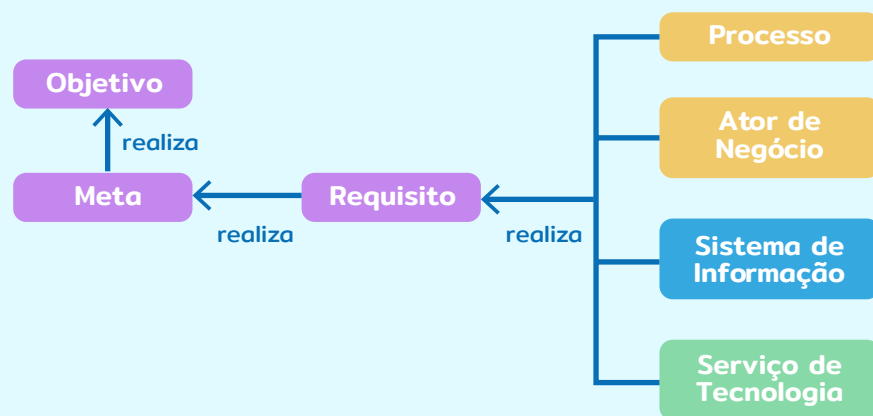 Processo
Objetivo
Ator de
Negócio
realiza
Meta
Requisito
realiza
realiza
Sistema de
Informação
Serviço de
Tecnologia